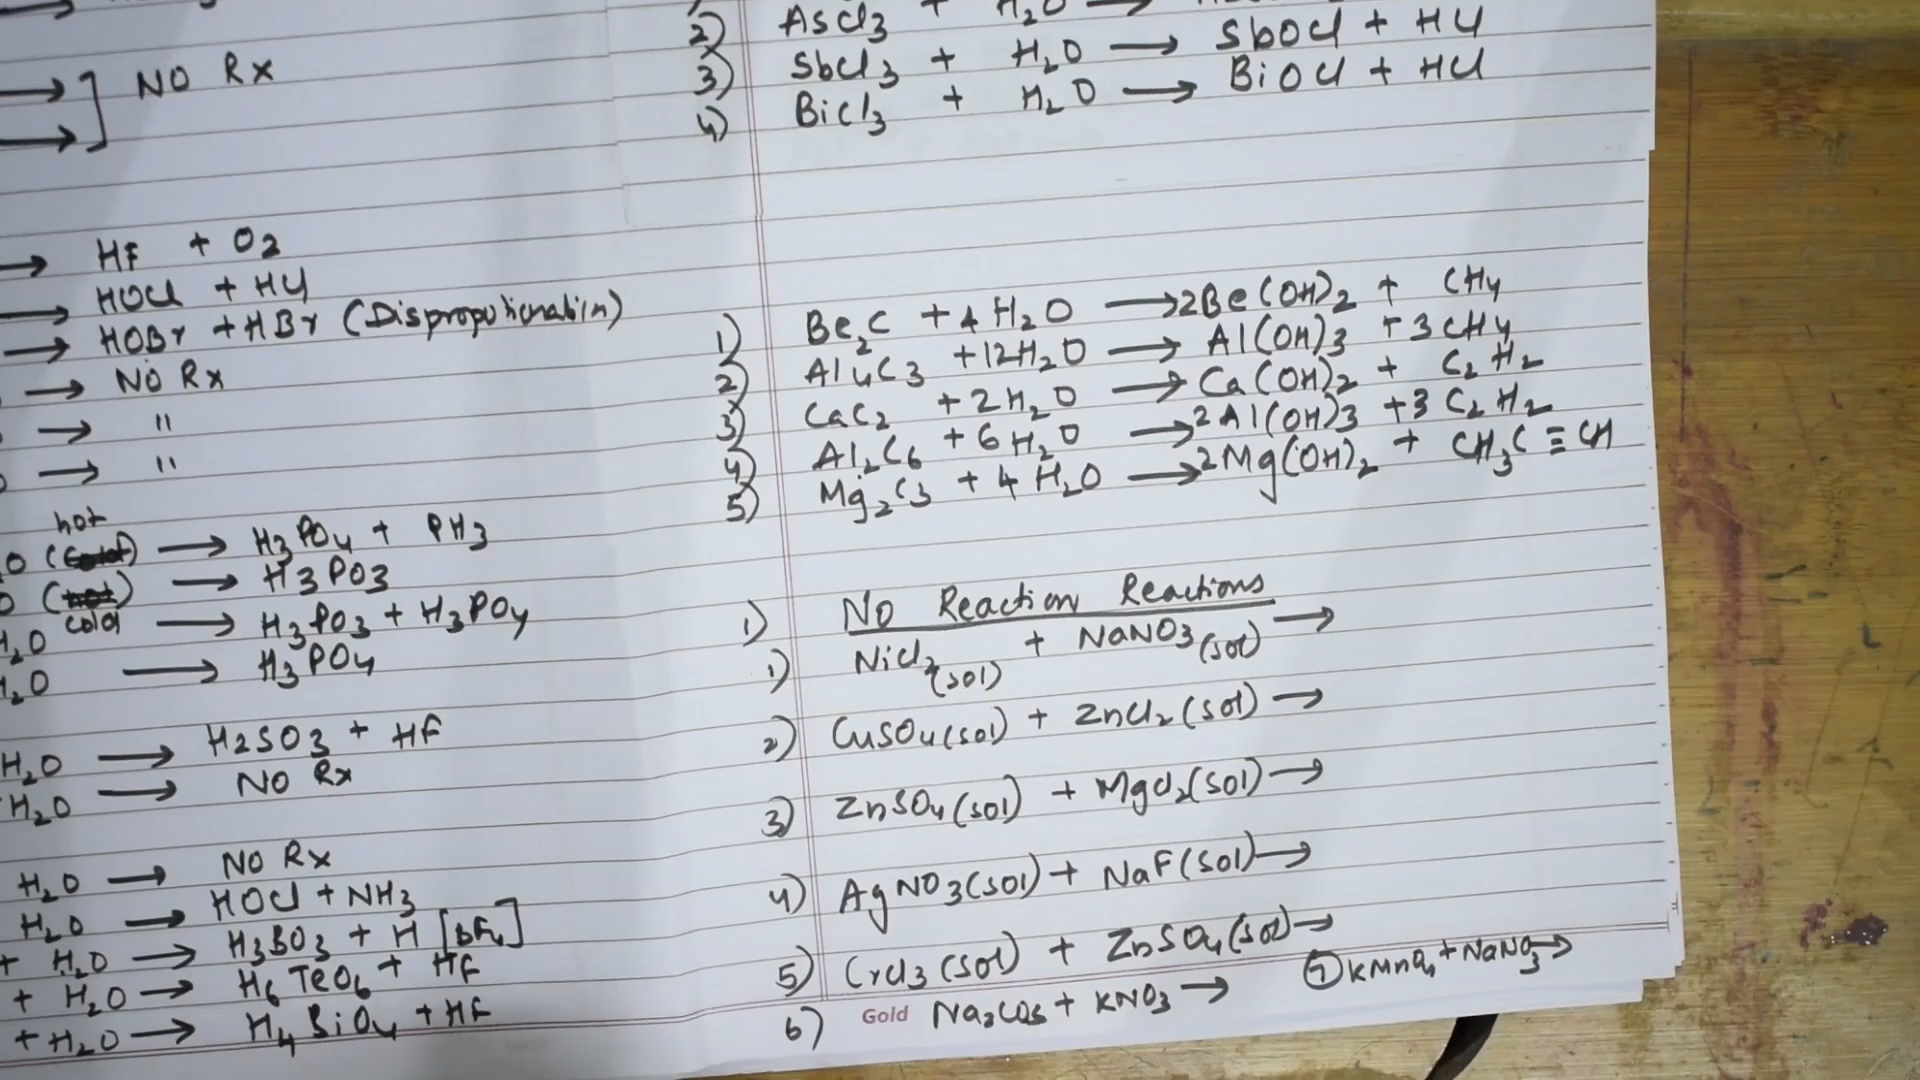 →
→ ] NO Rx
→
→ HF + O2
→ HOCl + HCl
→ HOBr + HBr (Disproputionabiln)
→ NO Rx
→ "
→ "
hot
O ( ) → H3PO4 + PH3
O ( ) → H3PO3
cold
H2O → H3PO3 + H3PO4
H2O → H3PO4
H2O → H2SO3 + HF
H2O → NO Rx
H2O → NO Rx
H2O → HOCl + NH3
+ H2O → H3BO3 + H[bF4]
+ H2O → H6TeO6 + HF
+ H2O → H4SiO4 + HF
2) AsCl3 + H2O →
3) SbCl3 + H2O → SbOCl + HCl
4) BiCl3 + H2O → BiOCl + HCl
1) Be2C + 4H2O → 2Be(OH)2 + CH4
2) Al4C3 + 12H2O → Al(OH)3 + 3CH4
3) CaC2 + 2H2O → Ca(OH)2 + C2H2
4) Al2C6 + 6H2O → 2Al(OH)3 + 3C2H2
5) Mg2C3 + 4H2O → 2Mg(OH)2 + CH3C≡CH
1) No Reaction Reactions
1) NiCl2(sol) + NaNO3(sol) →
2) CuSO4(sol) + ZnCl2(sol) →
3) ZnSO4(sol) + MgCl2(sol) →
4) AgNO3(sol) + NaF(sol) →
5) CrCl3(sol) + ZnSO4(sol) →
6) Gold Na2CO3 + KNO3 → ⑦ KMnO4 + NaNO3 →